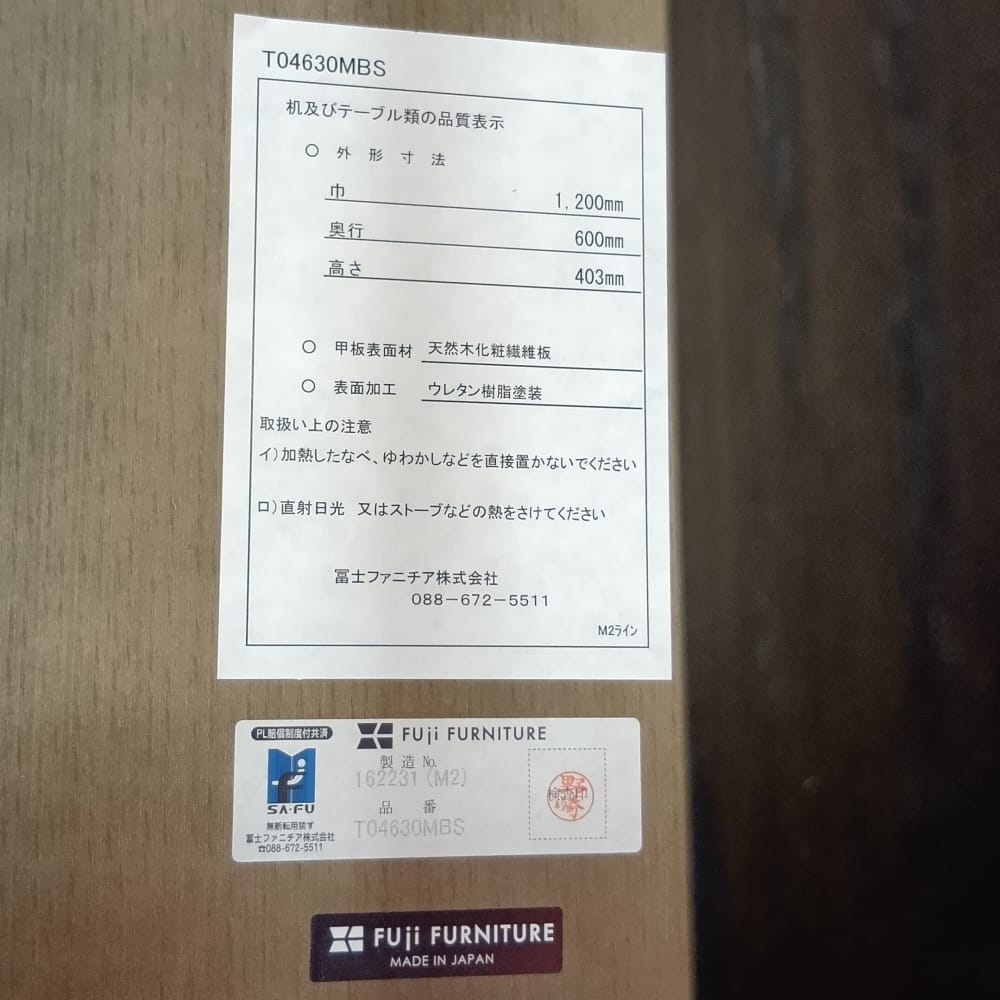 T04630MBS
机及びテーブル類の品質表示
○ 外 形 寸 法
巾 1,200mm
奥行 600mm
高さ 403mm
○ 甲板表面材 天然木化粧繊維板
○ 表面加工 ウレタン樹脂塗装
取扱い上の注意
イ)加熱したなべ、ゆわかしなどを直接置かないでください
ロ)直射日光 又はストーブなどの熱をさけてください
冨士ファニチア株式会社
088-672-5511
M2ライン
PL賠償制度付共済
SA-FU
無断転用禁ず
冨士ファニチア株式会社
☎088-672-5511
FUji FURNITURE
製 造 No.
162231 (M2)
品 番
T04630MBS
検査印
FUji FURNITURE
MADE IN JAPAN